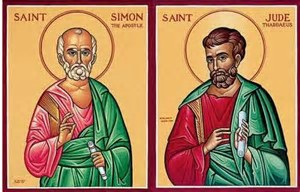 SAINT SIMON
THE APOSTLE
SAINT JUDE
THADDAEUS